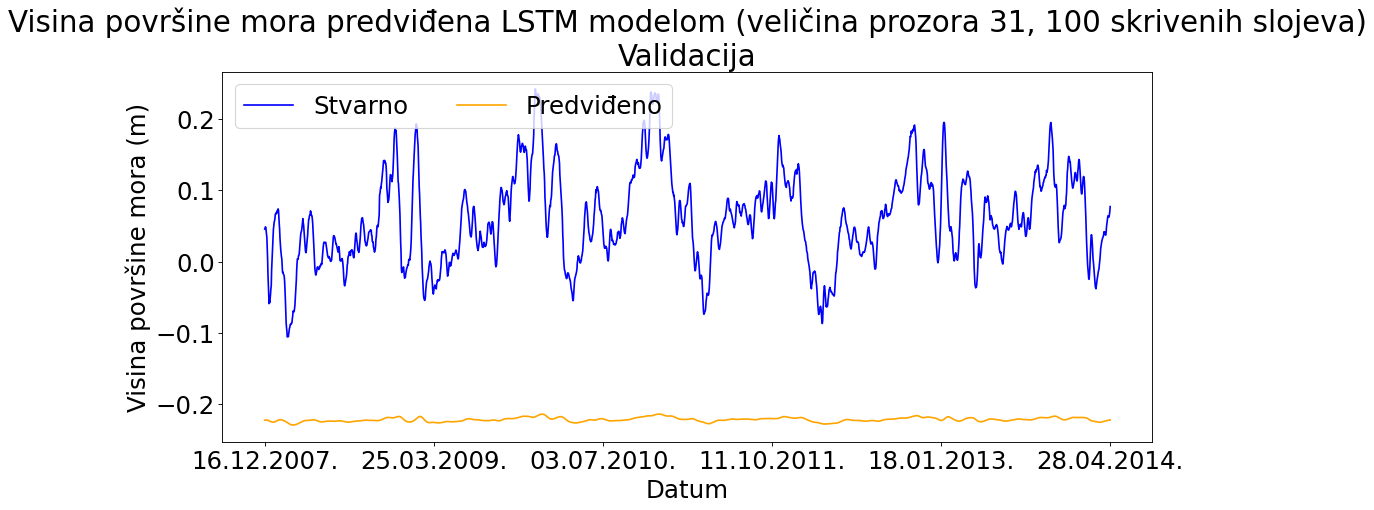 Visina površine mora predviđena LSTM modelom (veličina prozora 31, 100 skrivenih slojeva)
Validacija
Stvarno Predviđeno
Visina površine mora (m)
0.2
0.1
0.0
−0.1
−0.2
16.12.2007. 25.03.2009. 03.07.2010. 11.10.2011. 18.01.2013. 28.04.2014.
Datum